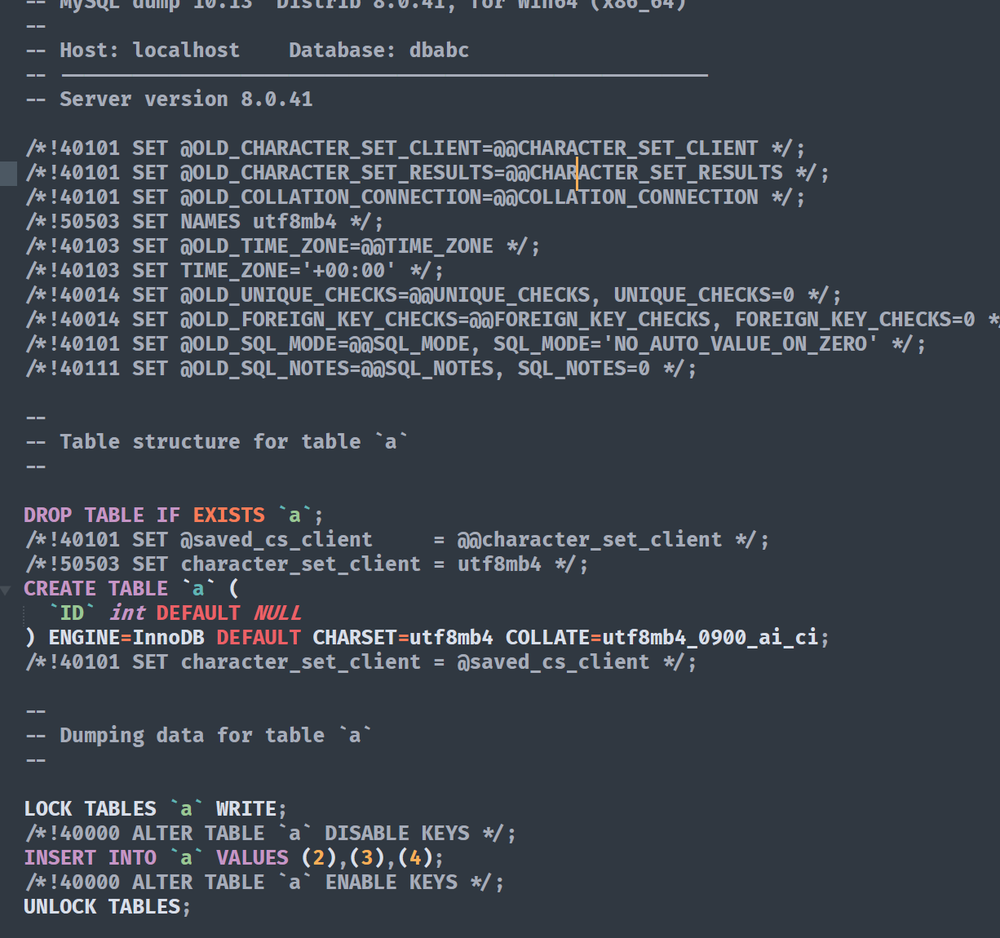 -- MySQL dump 10.13  Distrib 8.0.41, for Win64 (x86_64)
--
-- Host: localhost    Database: dbabc
-- ------------------------------------------------------
-- Server version 8.0.41

/*!40101 SET @OLD_CHARACTER_SET_CLIENT=@@CHARACTER_SET_CLIENT */;
/*!40101 SET @OLD_CHARACTER_SET_RESULTS=@@CHARACTER_SET_RESULTS */;
/*!40101 SET @OLD_COLLATION_CONNECTION=@@COLLATION_CONNECTION */;
/*!50503 SET NAMES utf8mb4 */;
/*!40103 SET @OLD_TIME_ZONE=@@TIME_ZONE */;
/*!40103 SET TIME_ZONE='+00:00' */;
/*!40014 SET @OLD_UNIQUE_CHECKS=@@UNIQUE_CHECKS, UNIQUE_CHECKS=0 */;
/*!40014 SET @OLD_FOREIGN_KEY_CHECKS=@@FOREIGN_KEY_CHECKS, FOREIGN_KEY_CHECKS=0 */
/*!40101 SET @OLD_SQL_MODE=@@SQL_MODE, SQL_MODE='NO_AUTO_VALUE_ON_ZERO' */;
/*!40111 SET @OLD_SQL_NOTES=@@SQL_NOTES, SQL_NOTES=0 */;

--
-- Table structure for table `a`
--

DROP TABLE IF EXISTS `a`;
/*!40101 SET @saved_cs_client     = @@character_set_client */;
/*!50503 SET character_set_client = utf8mb4 */;
CREATE TABLE `a` (
  `ID` int DEFAULT NULL
) ENGINE=InnoDB DEFAULT CHARSET=utf8mb4 COLLATE=utf8mb4_0900_ai_ci;
/*!40101 SET character_set_client = @saved_cs_client */;

--
-- Dumping data for table `a`
--

LOCK TABLES `a` WRITE;
/*!40000 ALTER TABLE `a` DISABLE KEYS */;
INSERT INTO `a` VALUES (2),(3),(4);
/*!40000 ALTER TABLE `a` ENABLE KEYS */;
UNLOCK TABLES;